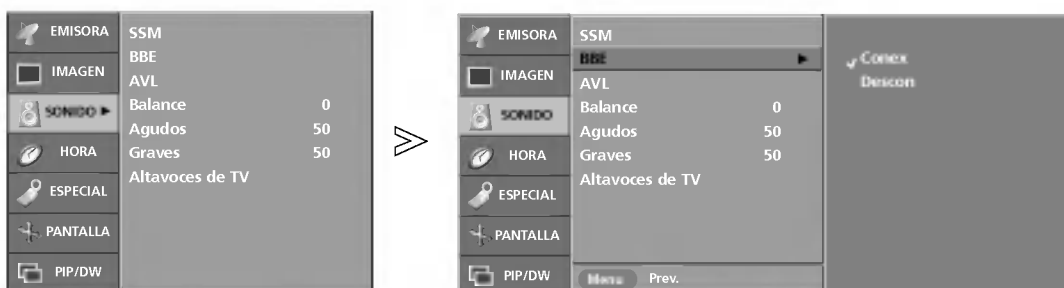 EMISORA
IMAGEN
SONIDO
HORA
ESPECIAL
PANTALLA
PIP/DW
SSM
BBE
AVL
Balance 0
Agudos 50
Graves 50
Altavoces de TV
EMISORA
IMAGEN
SONIDO
HORA
ESPECIAL
PANTALLA
PIP/DW
SSM
BBE
AVL
Balance 0
Agudos 50
Graves 50
Altavoces de TV
Menu Prev.
Conex
Descon